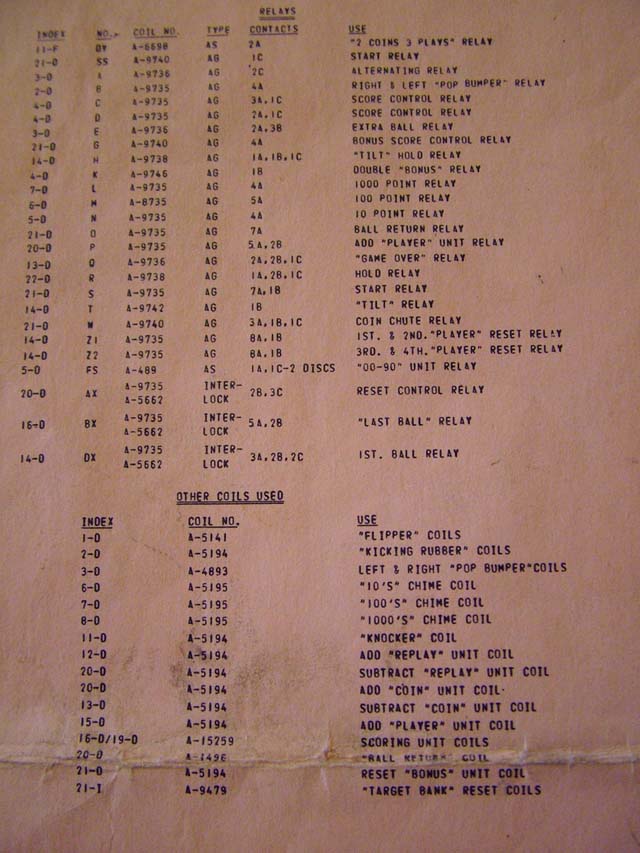 RELAYS
INDEX NO. COIL NO. TYPE CONTACTS USE
11-F DY A-6698 AS 2A "2 COINS 3 PLAYS" RELAY
21-D SS A-9740 AG 1C START RELAY
3-D A A-9736 AG 2C ALTERNATING RELAY
2-D B A-9735 AG 4A RIGHT & LEFT "POP BUMPER" RELAY
4-D C A-9735 AG 3A,1C SCORE CONTROL RELAY
4-D D A-9735 AG 2A,1C SCORE CONTROL RELAY
3-D E A-9736 AG 2A,3B EXTRA BALL RELAY
21-D G A-9740 AG 4A BONUS SCORE CONTROL RELAY
14-D H A-9738 AG 1A,1B,1C "TILT" HOLD RELAY
4-D K A-9746 AG 1B DOUBLE "BONUS" RELAY
7-D L A-9735 AG 4A 1000 POINT RELAY
6-D M A-8735 AG 5A 100 POINT RELAY
5-D N A-9735 AG 4A 10 POINT RELAY
21-D O A-9735 AG 7A BALL RETURN RELAY
20-D P A-9735 AG 5A,2B ADD "PLAYER" UNIT RELAY
13-D Q A-9736 AG 2A,2B,1C "GAME OVER" RELAY
22-D R A-9738 AG 1A,2B,1C HOLD RELAY
21-D S A-9735 AG 7A,1B START RELAY
14-D T A-9742 AG 1B "TILT" RELAY
21-D W A-9740 AG 3A,1B,1C COIN CHUTE RELAY
14-D Z1 A-9735 AG 8A,1B 1ST. & 2ND."PLAYER" RESET RELAY
14-D Z2 A-9735 AG 8A,1B 3RD. & 4TH."PLAYER" RESET RELAY
5-D FS A-489 AS 1A,1C-2 DISCS "00-90" UNIT RELAY
20-D AX A-9735 A-5662 INTER-LOCK 2B,3C RESET CONTROL RELAY
16-D BX A-9735 A-5662 INTER-LOCK 5A,2B "LAST BALL" RELAY
14-D DX A-9735 A-5662 INTER-LOCK 3A,2B,2C 1ST. BALL RELAY
OTHER COILS USED
INDEX COIL NO. USE
1-D A-5141 "FLIPPER" COILS
2-D A-5194 "KICKING RUBBER" COILS
3-D A-4893 LEFT & RIGHT "POP BUMPER"COILS
6-D A-5195 "10'S" CHIME COIL
7-D A-5195 "100'S" CHIME COIL
8-D A-5195 "1000'S" CHIME COIL
11-D A-5194 "KNOCKER" COIL
12-D A-5194 ADD "REPLAY" UNIT COIL
20-D A-5194 SUBTRACT "REPLAY" UNIT COIL
20-D A-5194 ADD "COIN" UNIT COIL
13-D A-5194 SUBTRACT "COIN" UNIT COIL
15-D A-5194 ADD "PLAYER" UNIT COIL
16-D/19-D A-15259 SCORING UNIT COILS
20-D A-1496 "BALL RETURN" COIL
21-D A-5194 RESET "BONUS" UNIT COIL
21-I A-9479 "TARGET BANK" RESET COILS